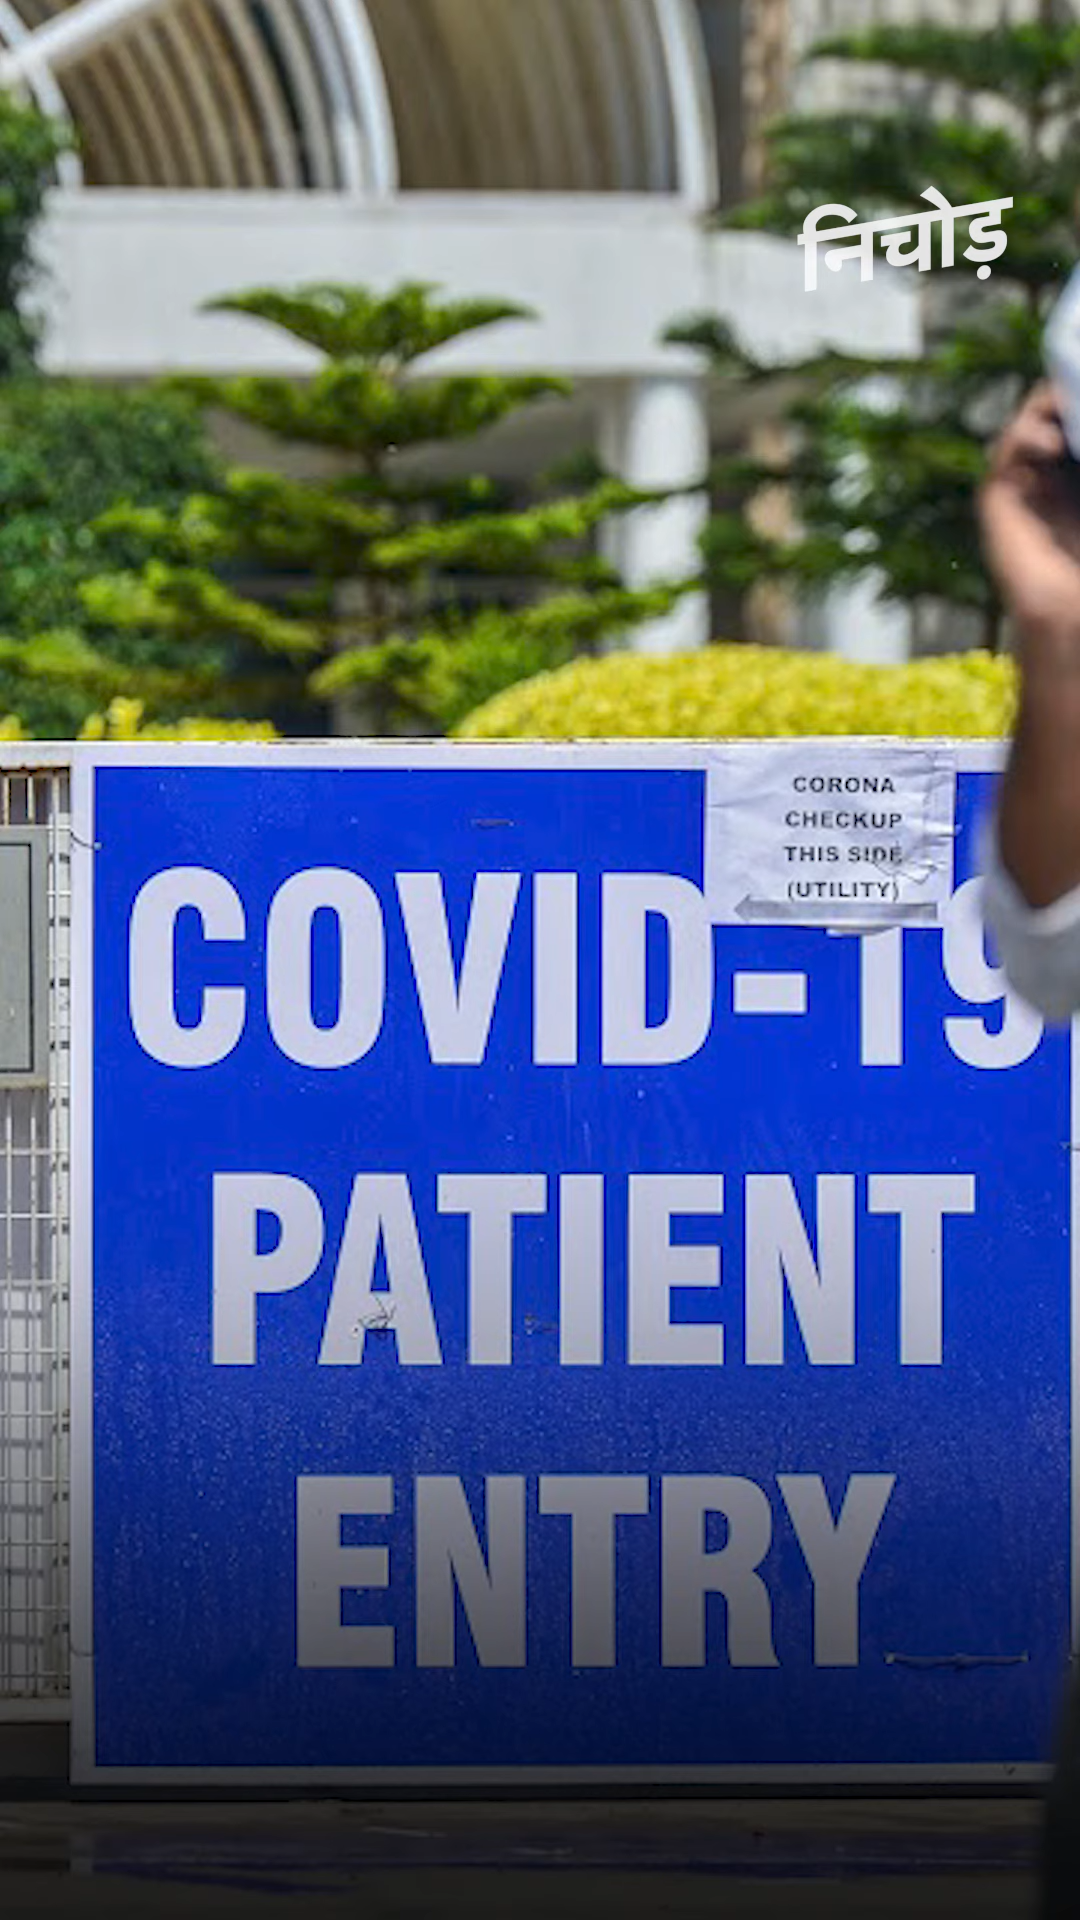 निचोड़
CORONA
CHECKUP
THIS SIDE
(UTILITY)
COVID-19
PATIENT
ENTRY